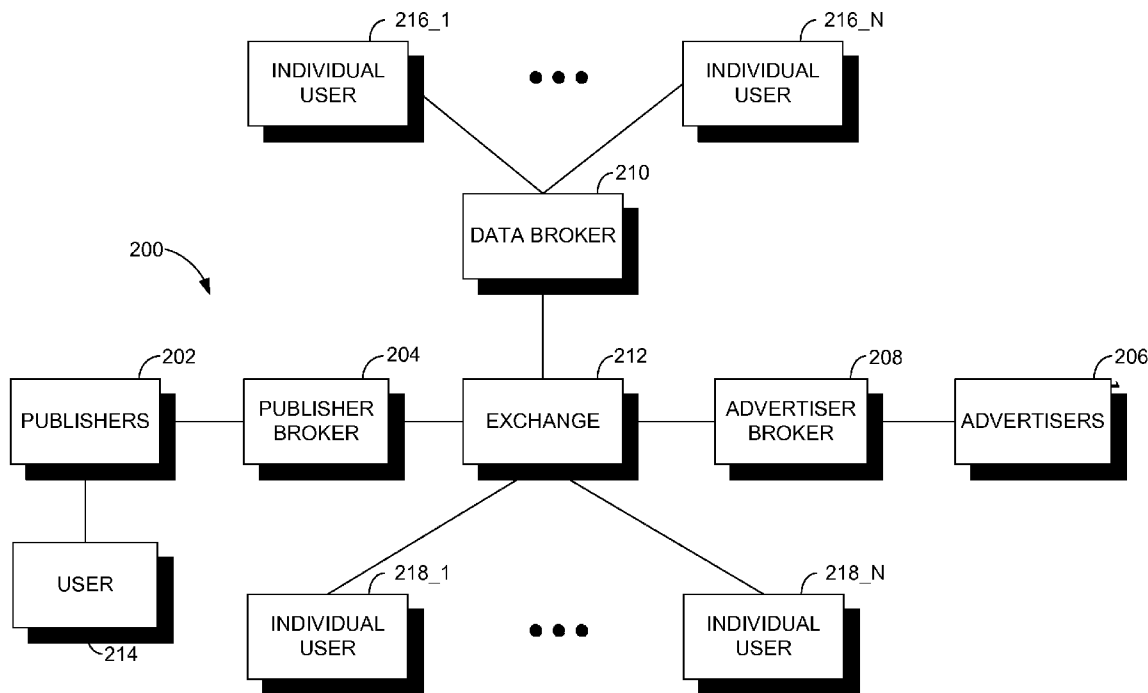 216_1
216_N
INDIVIDUAL
USER
INDIVIDUAL
USER
210
DATA BROKER
200
202
204
212
208
206
PUBLISHERS
PUBLISHER
BROKER
EXCHANGE
ADVERTISER
BROKER
ADVERTISERS
USER
214
218_1
218_N
INDIVIDUAL
USER
INDIVIDUAL
USER